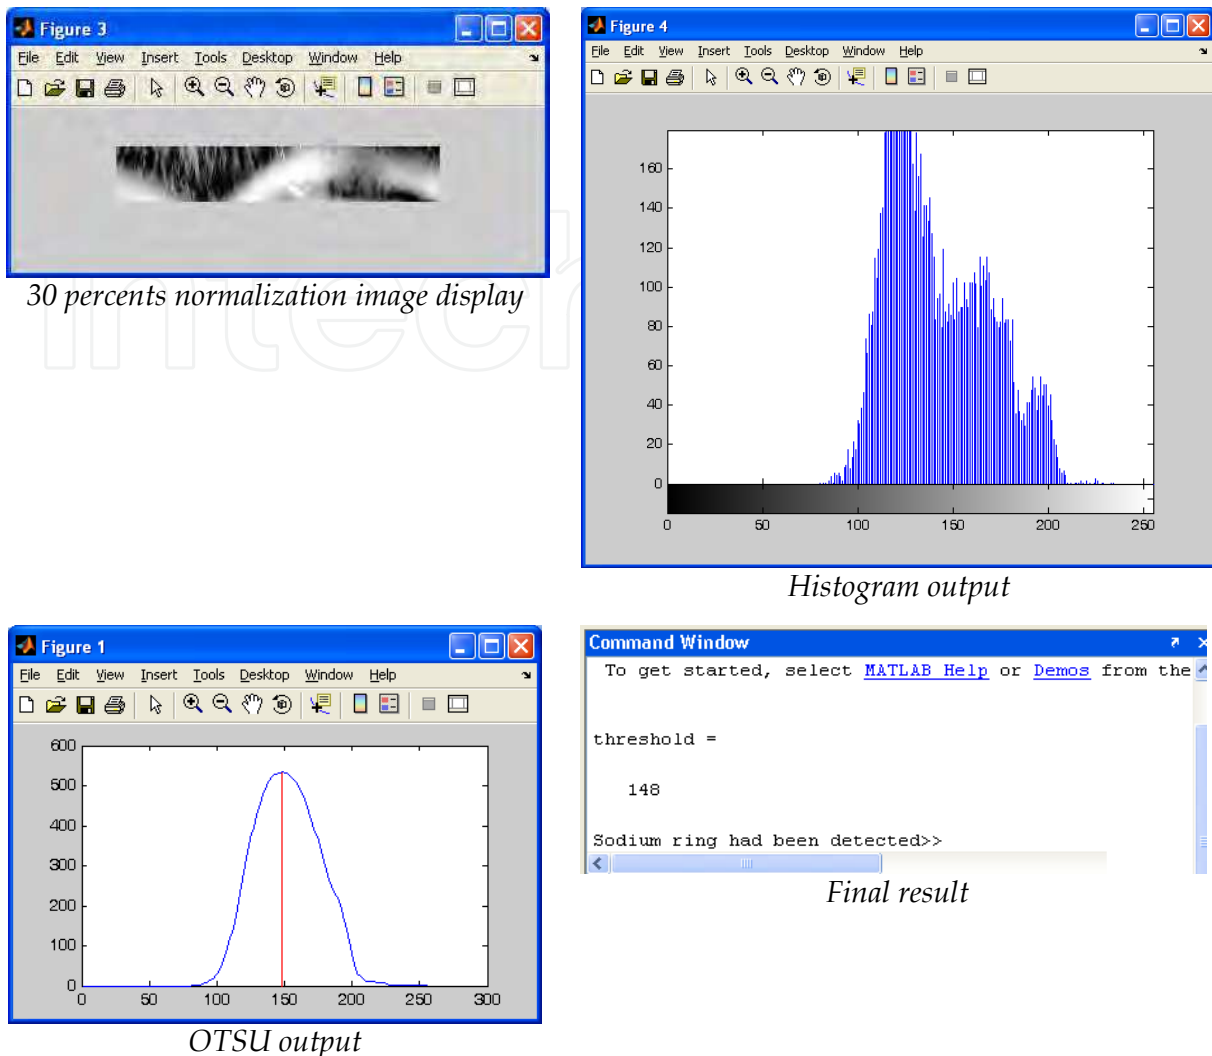 Figure 3
File Edit View Insert Tools Desktop Window Help
30 percents normalization image display
Figure 4
File Edit View Insert Tools Desktop Window Help
160
140
120
100
80
60
40
20
0
0 50 100 150 200 250
Histogram output
Figure 1
File Edit View Insert Tools Desktop Window Help
600
500
400
300
200
100
0
0 50 100 150 200 250 300
OTSU output
Command Window
To get started, select MATLAB Help or Demos from the
threshold =
148
Sodium ring had been detected>>
Final result
intech